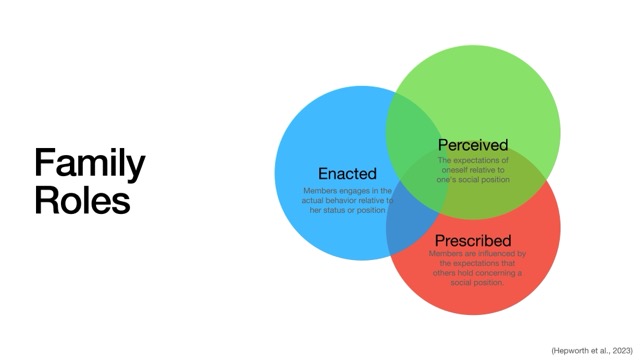 Family
Roles
Enacted
Members engages in the
actual behavior relative to
her status or position
Perceived
The expectations of
oneself relative to
one's social position
Prescribed
Members are influenced by
the expectations that
others hold concerning a
social position.
(Hepworth et al., 2023)